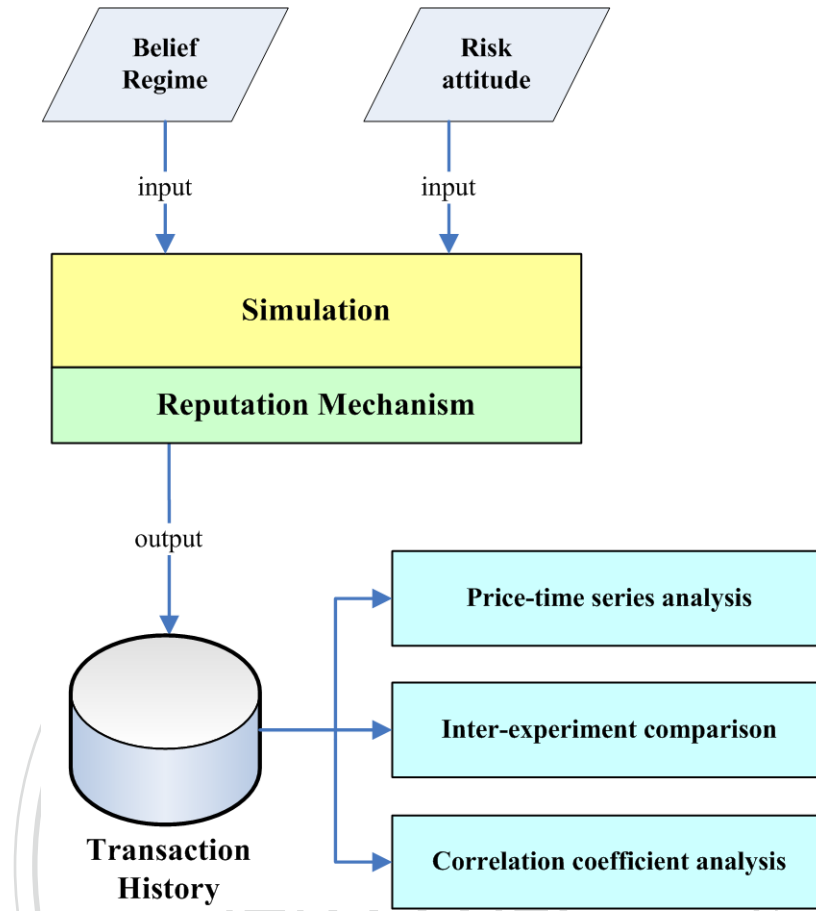 Belief
Regime
Risk
attitude
input
input
Simulation
Reputation Mechanism
output
Price-time series analysis
Inter-experiment comparison
Correlation coefficient analysis
Transaction
History